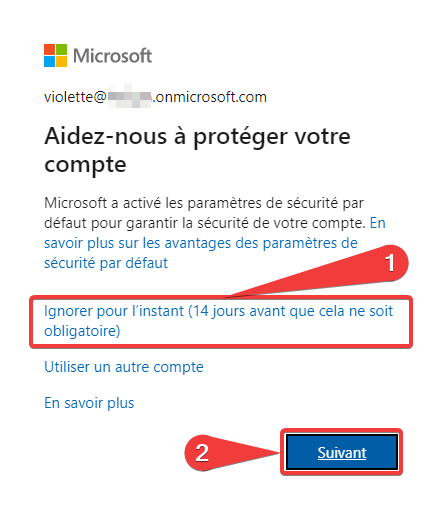 Microsoft
violette@.onmicrosoft.com
Aidez-nous à protéger votre
compte
Microsoft a activé les paramètres de sécurité par
défaut pour garantir la sécurité de votre compte. En
savoir plus sur les avantages des paramètres de
sécurité par défaut
1
Ignorer pour l'instant (14 jours avant que cela ne soit
obligatoire)
Utiliser un autre compte
En savoir plus
2
Suivant